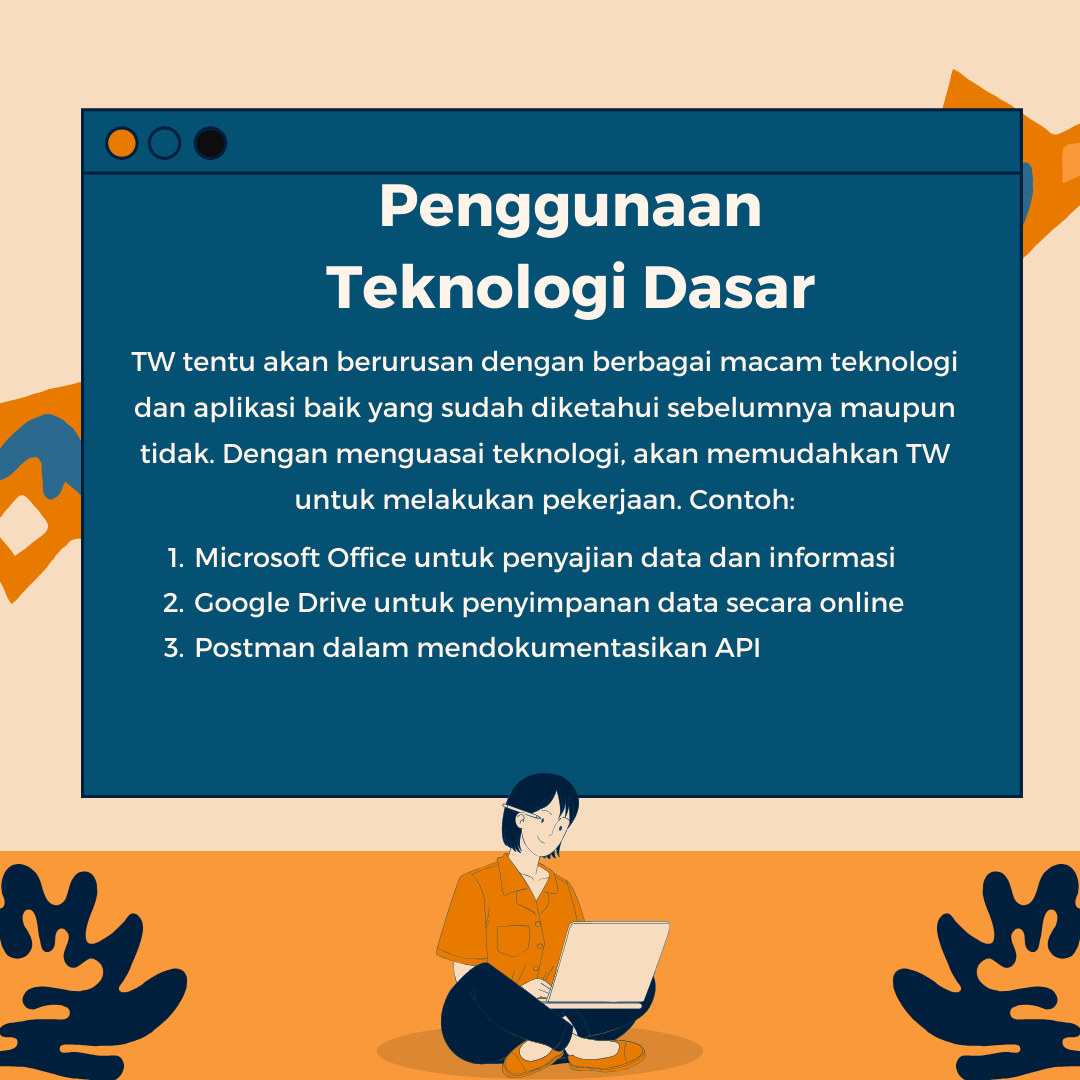 Penggunaan
Teknologi Dasar
TW tentu akan berurusan dengan berbagai macam teknologi
dan aplikasi baik yang sudah diketahui sebelumnya maupun
tidak. Dengan menguasai teknologi, akan memudahkan TW
untuk melakukan pekerjaan. Contoh:
1. Microsoft Office untuk penyajian data dan informasi
2. Google Drive untuk penyimpanan data secara online
3. Postman dalam mendokumentasikan API